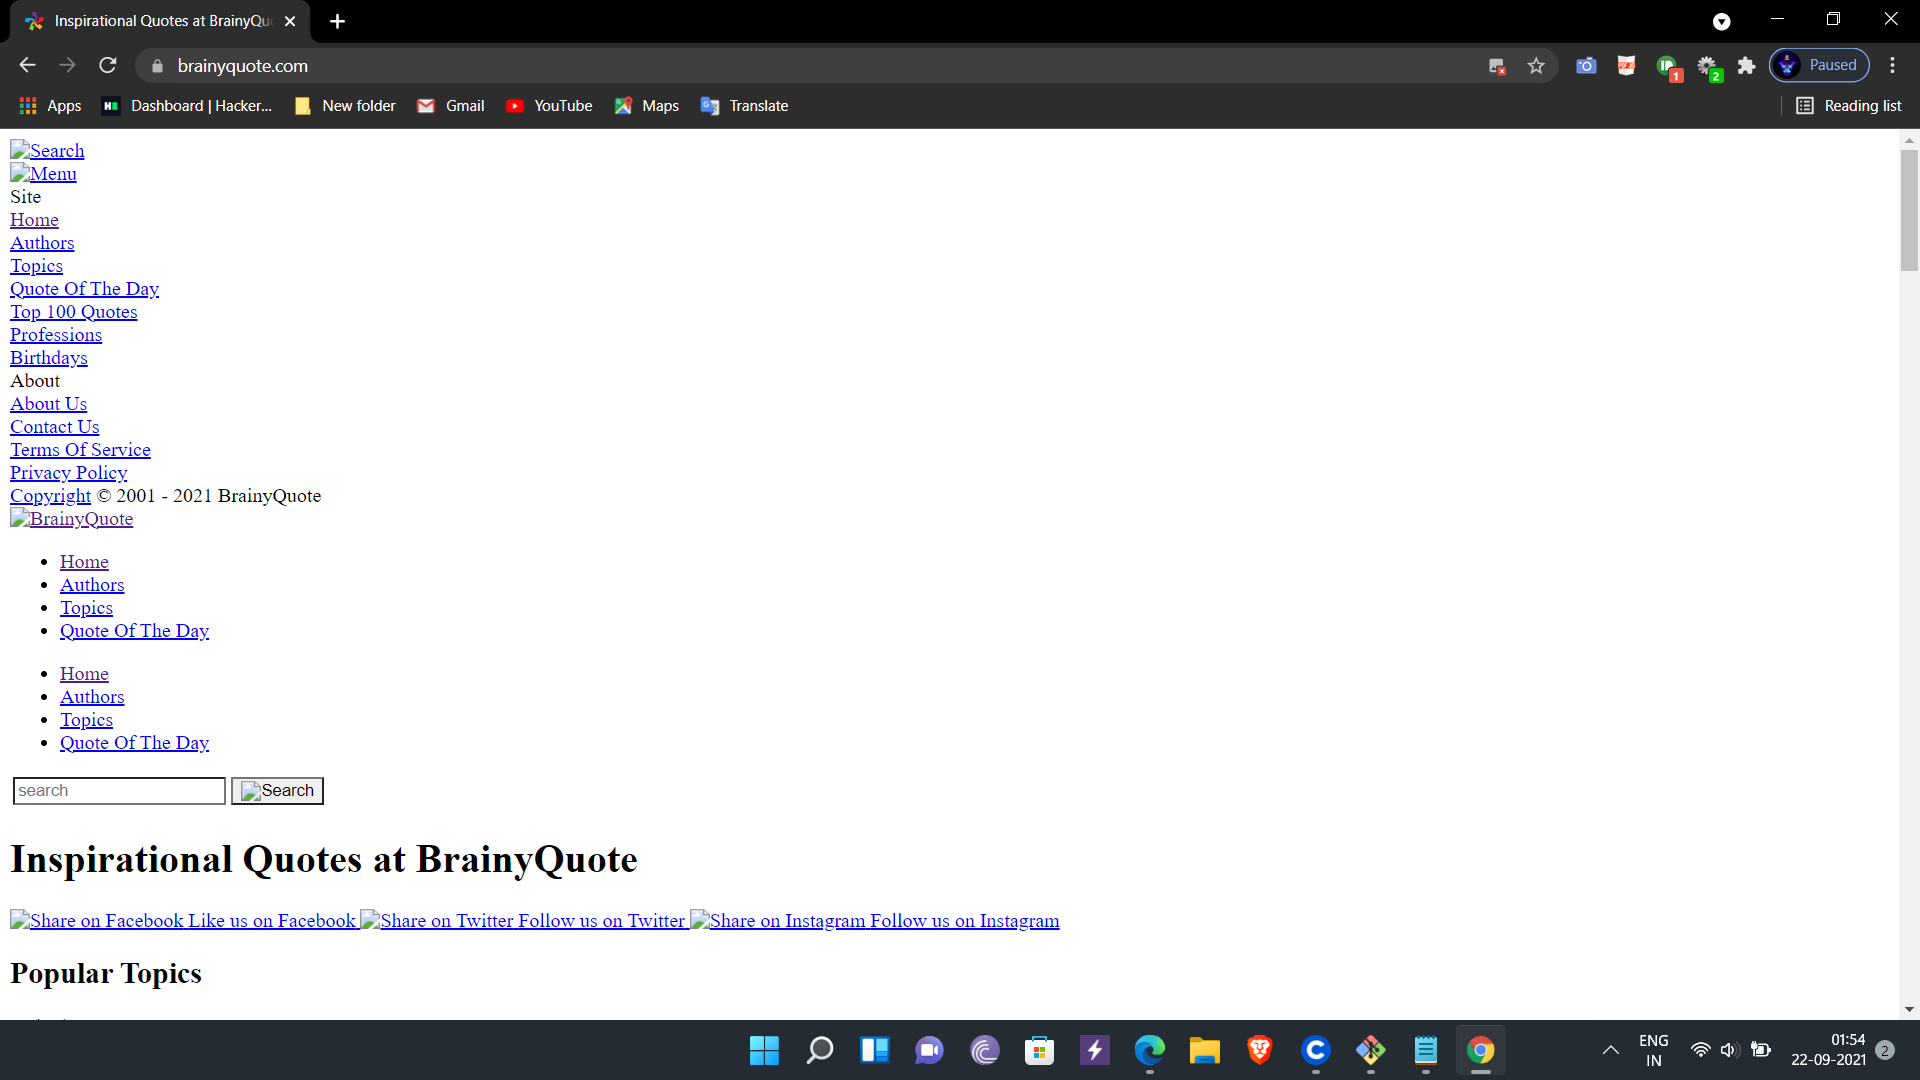 Inspirational Quotes at BrainyQu
brainyquote.com
Paused
Apps
Dashboard | Hacker...
New folder
Gmail
YouTube
Maps
Translate
Reading list
1
2
Search
Menu
Site
Home
Authors
Topics
Quote Of The Day
Top 100 Quotes
Professions
Birthdays
About
About Us
Contact Us
Terms Of Service
Privacy Policy
Copyright © 2001 - 2021 BrainyQuote
BrainyQuote
Home
Authors
Topics
Quote Of The Day
Home
Authors
Topics
Quote Of The Day
search Search
Inspirational Quotes at BrainyQuote
Share on Facebook Like us on Facebook Share on Twitter Follow us on Twitter Share on Instagram Follow us on Instagram
Popular Topics
ENG
IN
01:54
22-09-2021
2